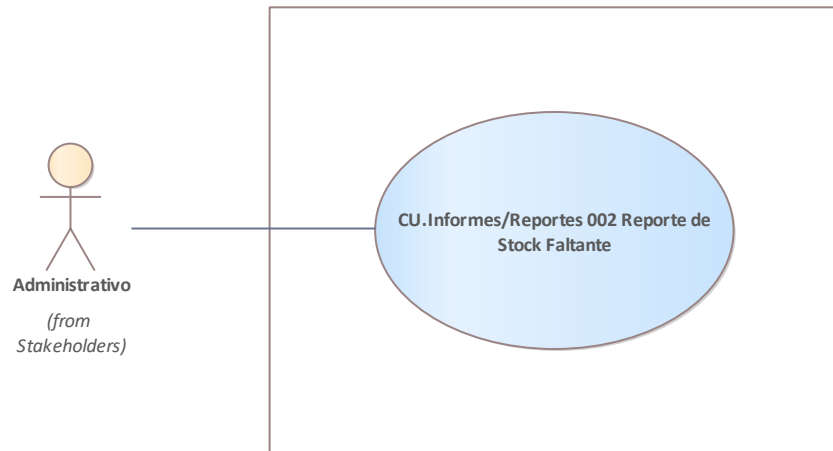 CU.Informes/Reportes 002 Reporte de
Stock Faltante
Administrativo
(from
Stakeholders)